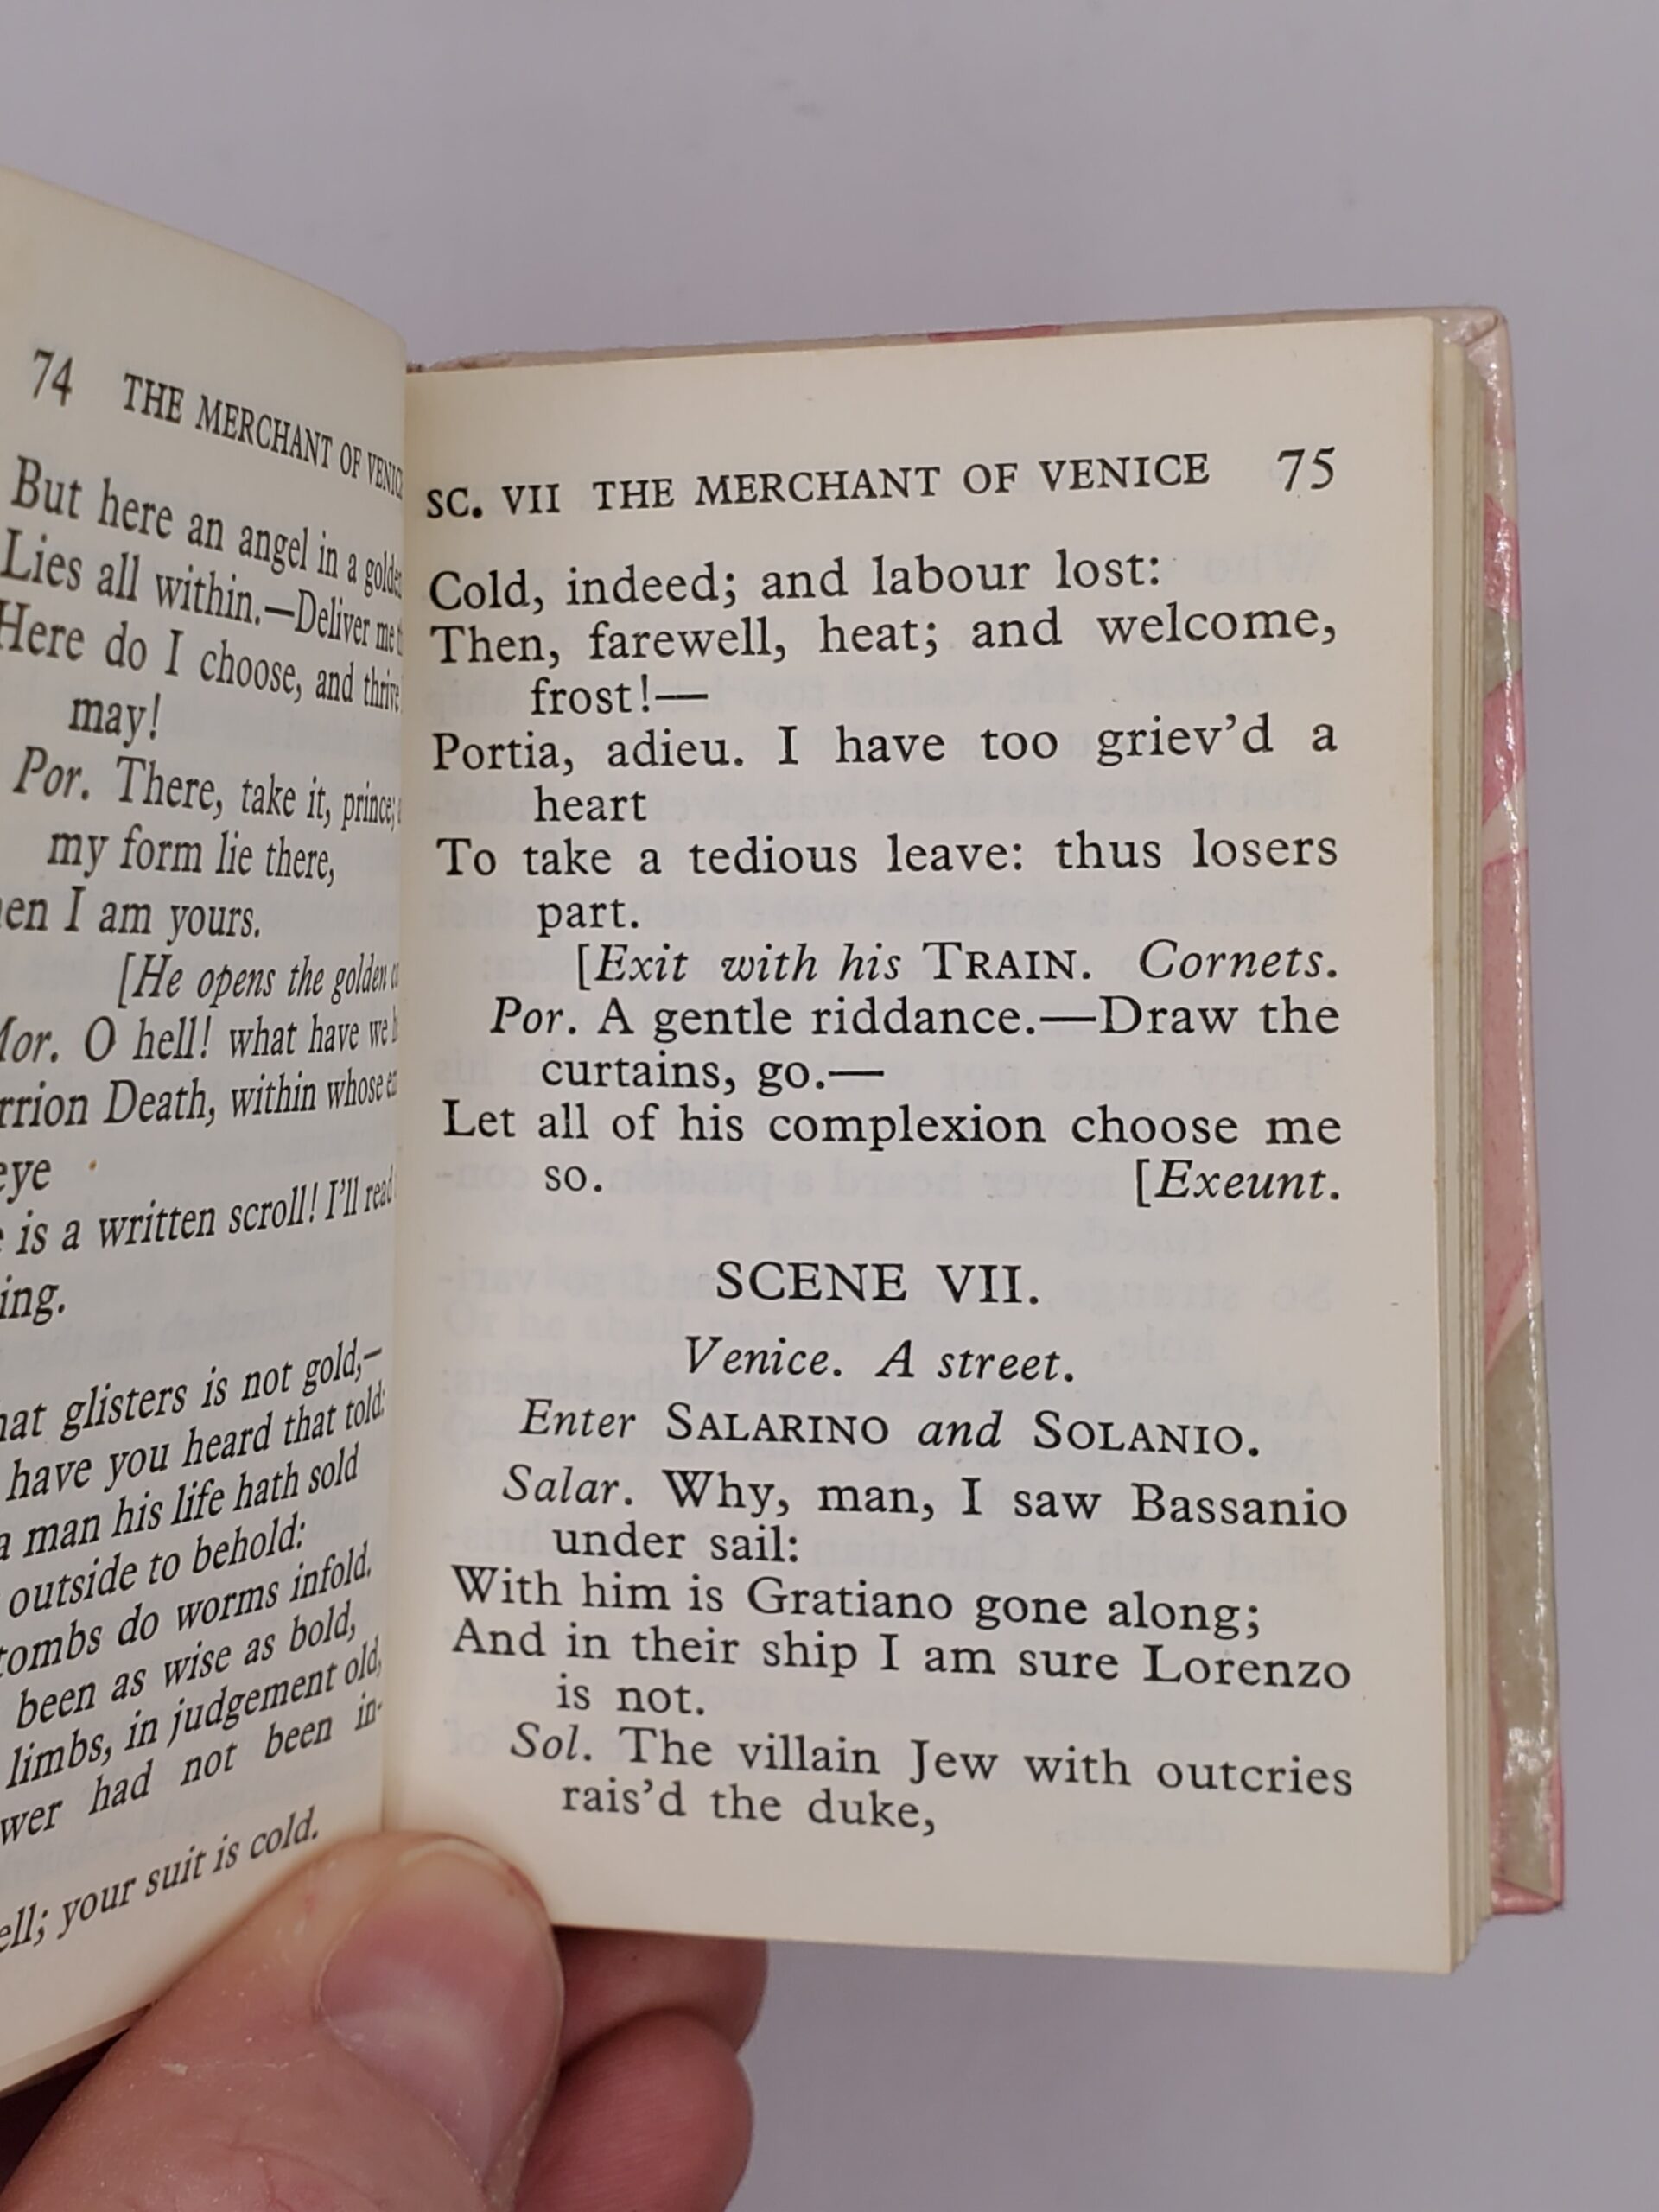 74 THE MERCHANT OF VENICE
But here an angel in a golden
Lies all within.—Deliver me
Here do I choose, and thrive
may!
Por. There, take it, prince;
my form lie there,
I am yours.
[He opens the golden
O hell! what have we
Death, within whose
eye
is a written scroll! I'll read
glisters is not gold,—
have you heard that told:
a man his life hath sold
outside to behold:
tombs do worms infold.
been as wise as bold,
limbs, in judgement old,
had not been in-
your suit is cold.
SC. VII THE MERCHANT OF VENICE 75
Cold, indeed; and labour lost:
Then, farewell, heat; and welcome,
frost!—
Portia, adieu. I have too griev'd a
heart
To take a tedious leave: thus losers
part.
[Exit with his TRAIN. Cornets.
Por. A gentle riddance.—Draw the
curtains, go.—
Let all of his complexion choose me
so. [Exeunt.
SCENE VII.
Venice. A street.
Enter SALARINO and SOLANIO.
Salar. Why, man, I saw Bassanio
under sail:
With him is Gratiano gone along;
And in their ship I am sure Lorenzo
is not.
Sol. The villain Jew with outcries
rais'd the duke,